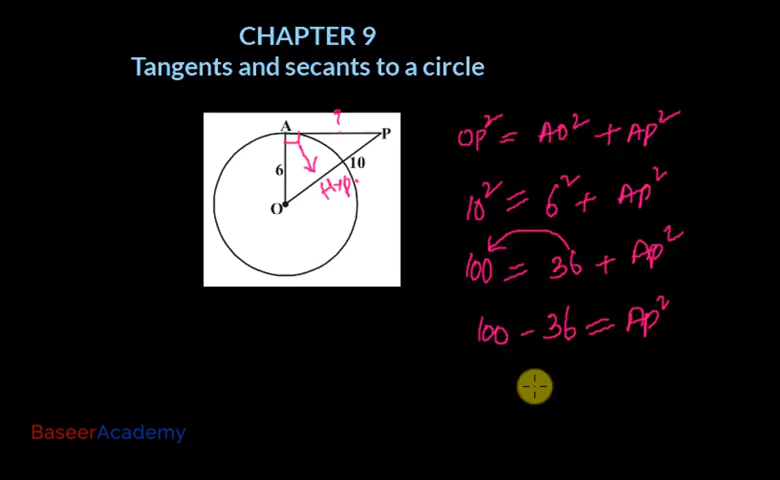 CHAPTER 9
Tangents and secants to a circle
A
?
P
6
10
Hyp.
O
OP² = AO² + AP²
10² = 6² + AP²
100 = 36 + AP²
100 - 36 = AP²
BaseerAcademy